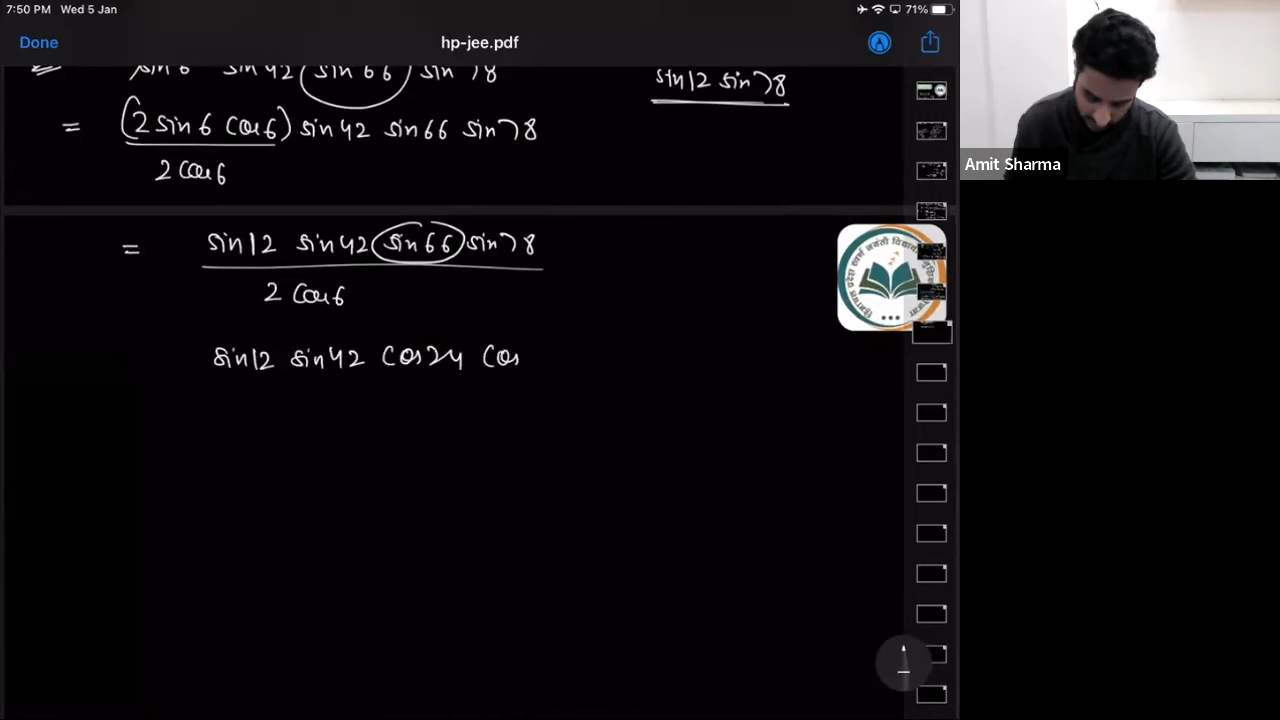 7:50 PM Wed 5 Jan
71%
Done
hp-jee.pdf
sin 6 sin 42 sin 66 sin 78
sin 12 sin 78
= (2 sin 6 cos 6) sin 42 sin 66 sin 78
2 cos 6
Amit Sharma
= sin 12 sin 42 sin 66 sin 78
2 cos 6
sin 12 sin 42 cos 24 cos